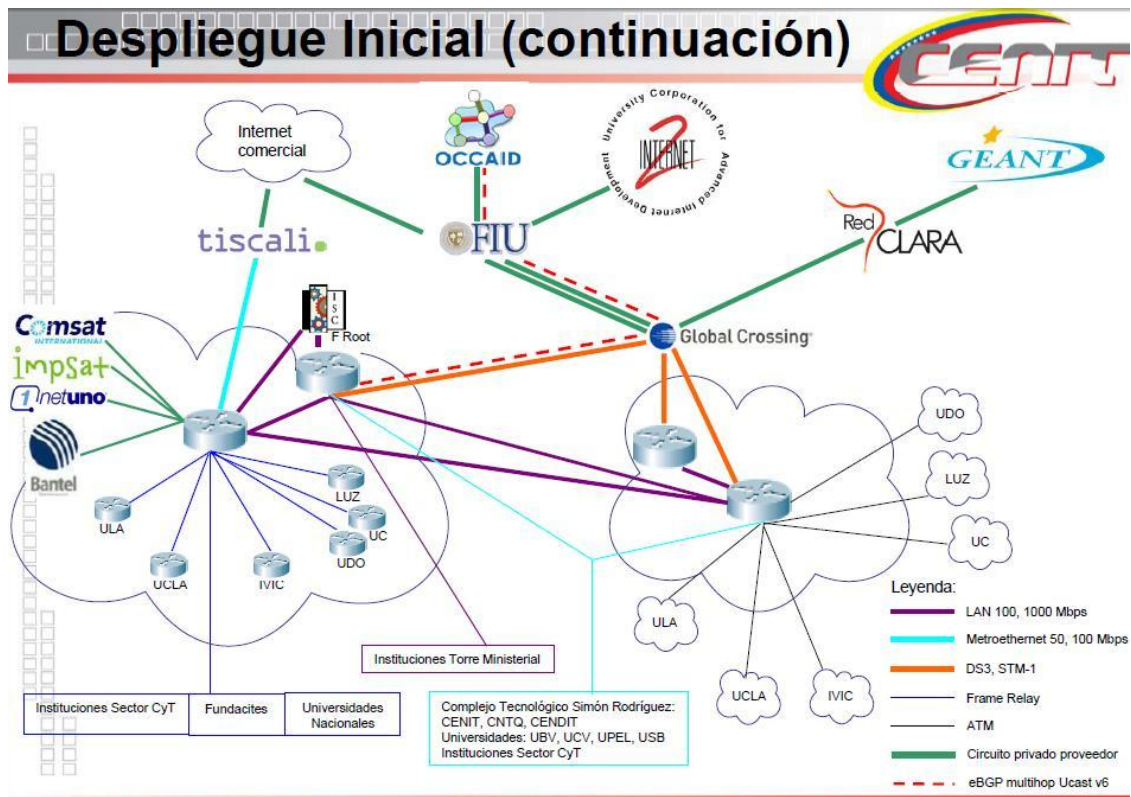 Despliegue Inicial (continuación)
CENIT
Internet
comercial
OCCAID
University Corporation for Advanced Internet Development
INTERNET
2
GEANT
tiscali.
FIU
Red
CLARA
ISC
F Root
Comsat
INTERNATIONAL
impsat
1netuno
Bantel
Global Crossing
ULA
UCLA
IVIC
LUZ
UC
UDO
UDO
LUZ
UC
ULA
UCLA
IVIC
Instituciones Torre Ministerial
Instituciones Sector CyT
Fundacites
Universidades
Nacionales
Complejo Tecnológico Simón Rodríguez:
CENIT, CNTQ, CENDIT
Universidades: UBV, UCV, UPEL, USB
Instituciones Sector CyT
Leyenda:
LAN 100, 1000 Mbps
Metroethernet 50, 100 Mbps
DS3, STM-1
Frame Relay
ATM
Circuito privado proveedor
eBGP multihop Ucast v6